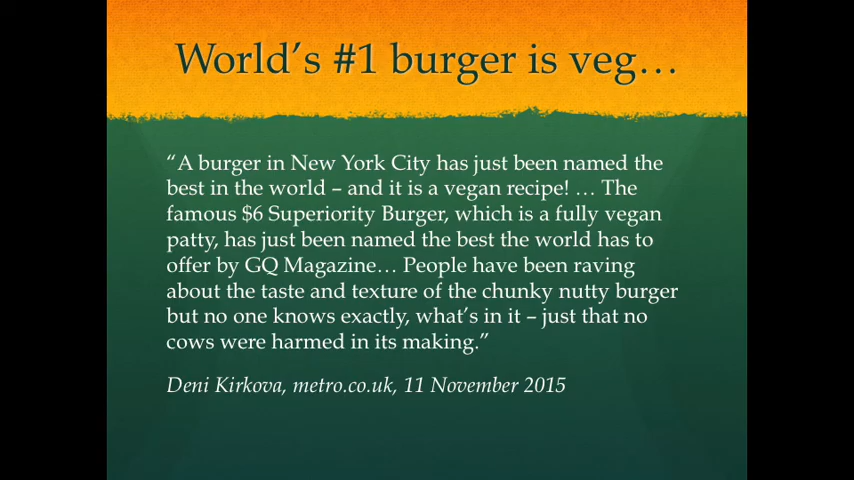 World’s #1 burger is veg…
“A burger in New York City has just been named the
best in the world – and it is a vegan recipe! … The
famous $6 Superiority Burger, which is a fully vegan
patty, has just been named the best the world has to
offer by GQ Magazine… People have been raving
about the taste and texture of the chunky nutty burger
but no one knows exactly, what’s in it – just that no
cows were harmed in its making.”
Deni Kirkova, metro.co.uk, 11 November 2015